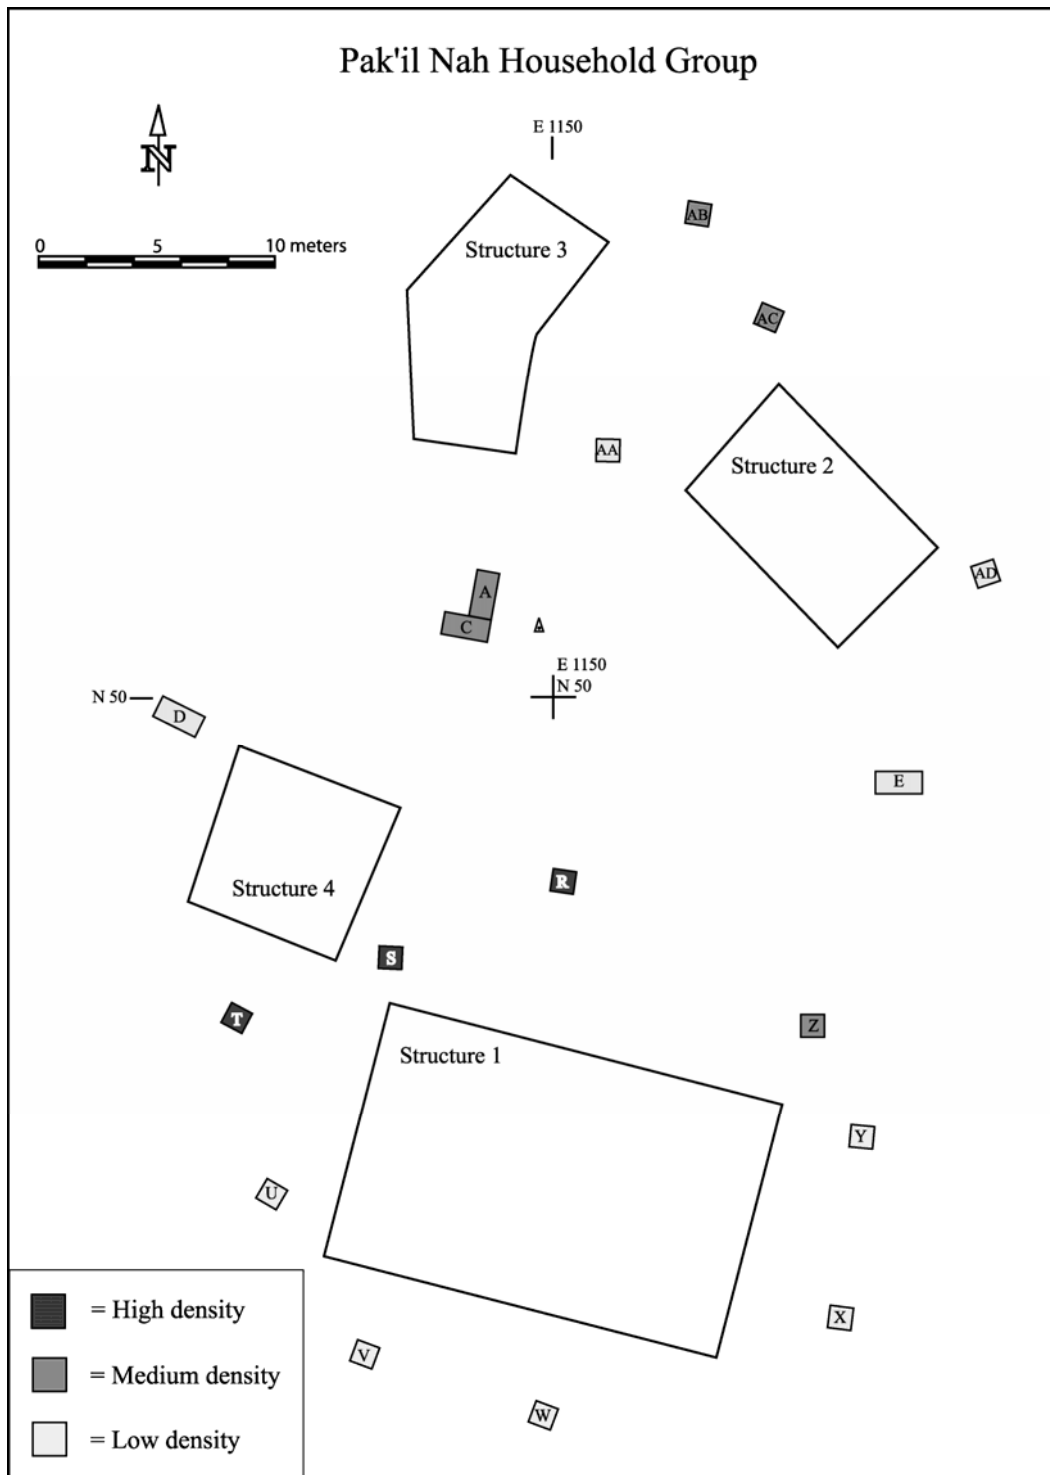 Pak'il Nah Household Group
E 1150
N
0 5 10 meters
AB
Structure 3
AC
AA
Structure 2
AD
A
C
E 1150
N 50
N 50
D
E
R
Structure 4
S
T
Z
Structure 1
Y
U
= High density
X
V
= Medium density
W
= Low density